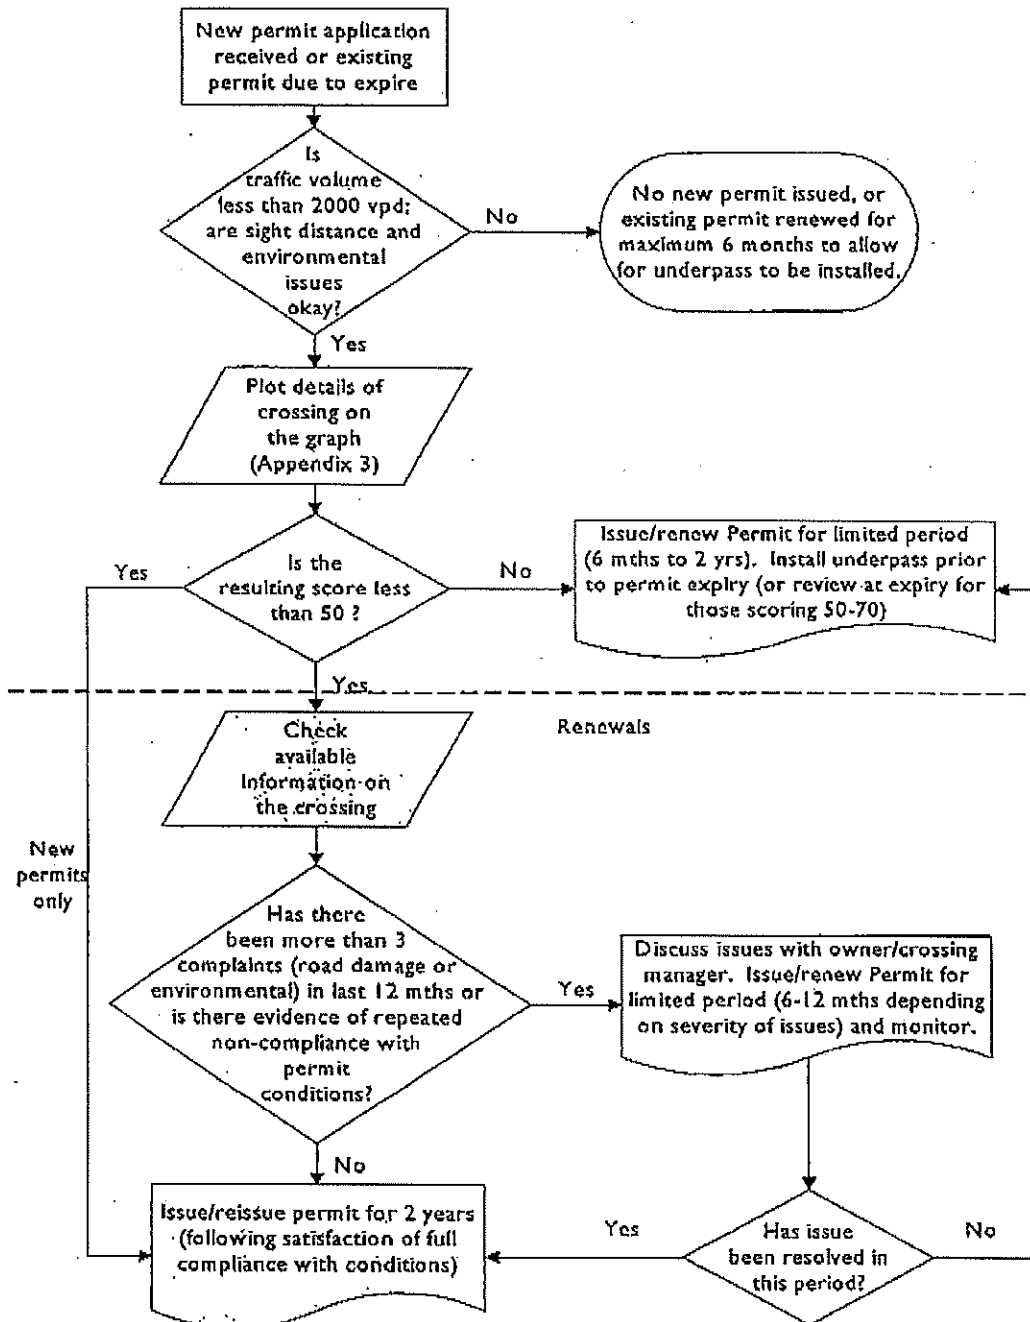 New permit application
received or existing
permit due to expire
Is
traffic volume
less than 2000 vpd;
are sight distance and
environmental
issues
okay?
No
No new permit issued, or
existing permit renewed for
maximum 6 months to allow
for underpass to be installed.
Yes
Plot details of
crossing on
the graph
(Appendix 3)
Yes
Is the
resulting score less
than 50 ?
No
Issue/renew Permit for limited period
(6 mths to 2 yrs). Install underpass prior
to permit expiry (or review at expiry for
those scoring 50-70)
Yes
Renewals
Check
available
Information on
the crossing
New
permits
only
Has there
been more than 3
complaints (road damage or
environmental) in last 12 mths or
is there evidence of repeated
non-compliance with
permit
conditions?
Yes
Discuss issues with owner/crossing
manager. Issue/renew Permit for
limited period (6-12 mths depending
on severity of issues) and monitor.
No
Issue/reissue permit for 2 years
(following satisfaction of full
compliance with conditions)
Yes
Has issue
been resolved in
this period?
No